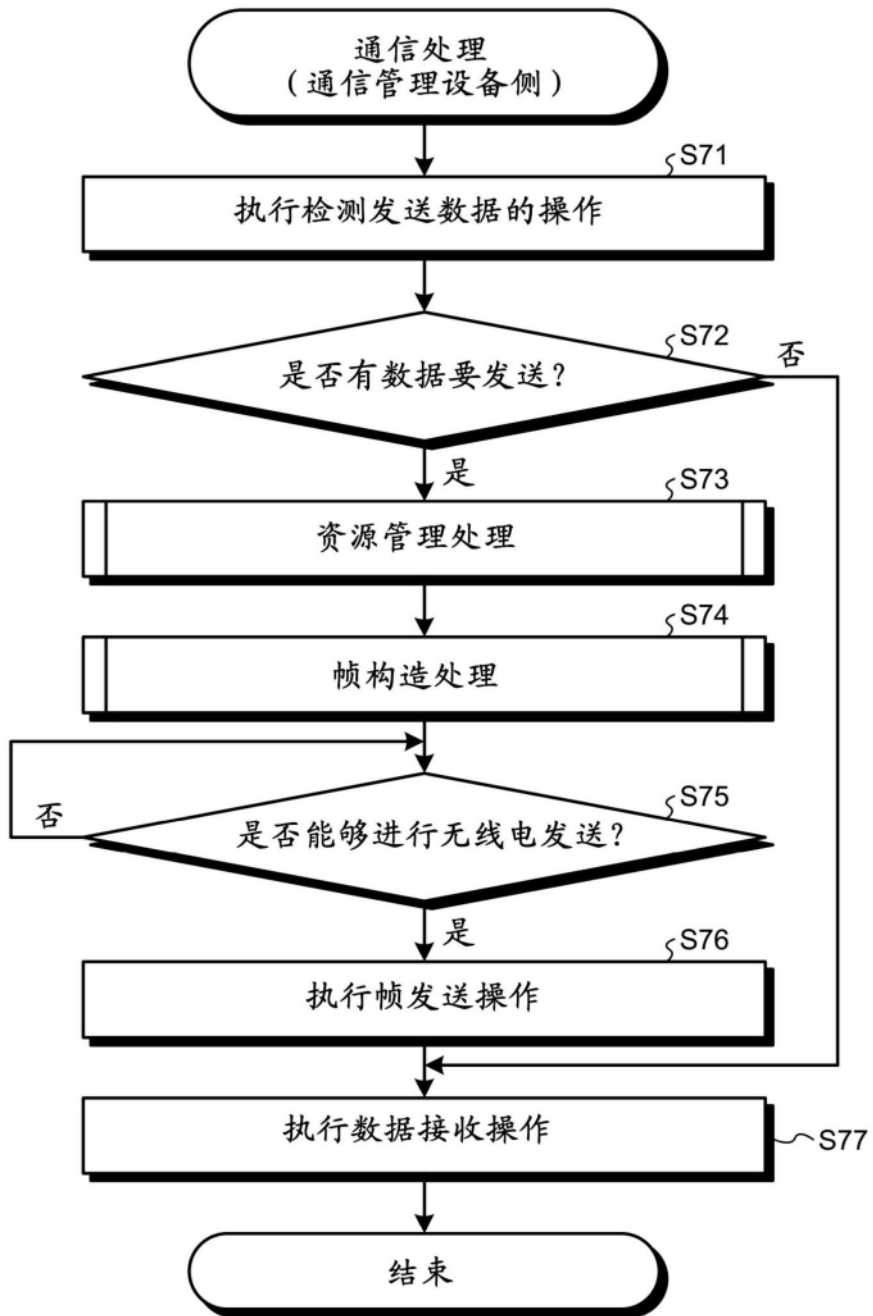 通信处理
(通信管理设备侧)
S71
执行检测发送数据的操作
S72
是否有数据要发送?
否
是
S73
资源管理处理
S74
帧构造处理
S75
否
是否能够进行无线电发送?
是
S76
执行帧发送操作
执行数据接收操作
S77
结束